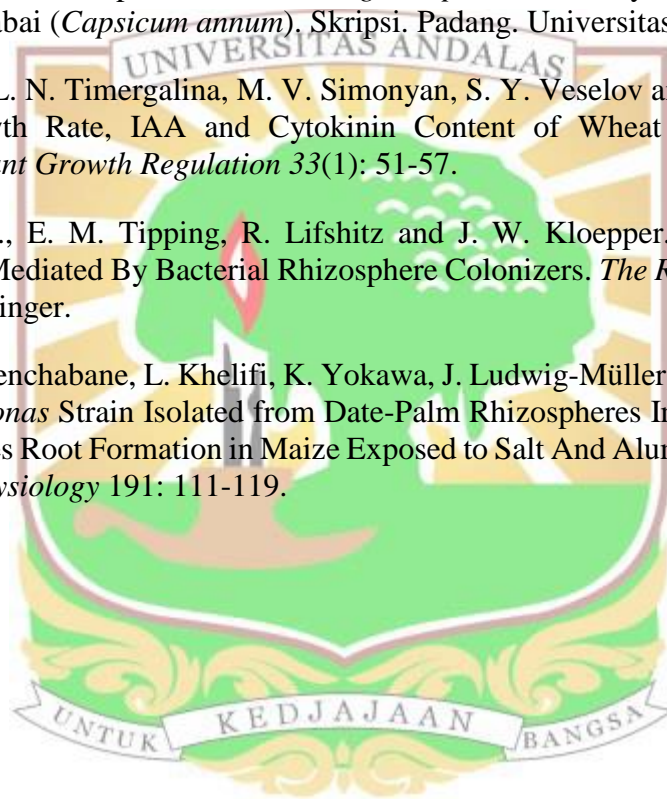 abai (Capsicum annum). Skripsi. Padang. Universitas
UNIVERSITAS ANDALAS
L. N. Timergalina, M. V. Simonyan, S. Y. Veselov a
th Rate, IAA and Cytokinin Content of Wheat
nt Growth Regulation 33(1): 51-57.
., E. M. Tipping, R. Lifshitz and J. W. Kloepper.
Mediated By Bacterial Rhizosphere Colonizers. The R
inger.
enchabane, L. Khelifi, K. Yokawa, J. Ludwig-Müller
onas Strain Isolated from Date-Palm Rhizospheres In
es Root Formation in Maize Exposed to Salt And Alu
ysiology 191: 111-119.
UNTUK KEDJAJAAN BANGSA